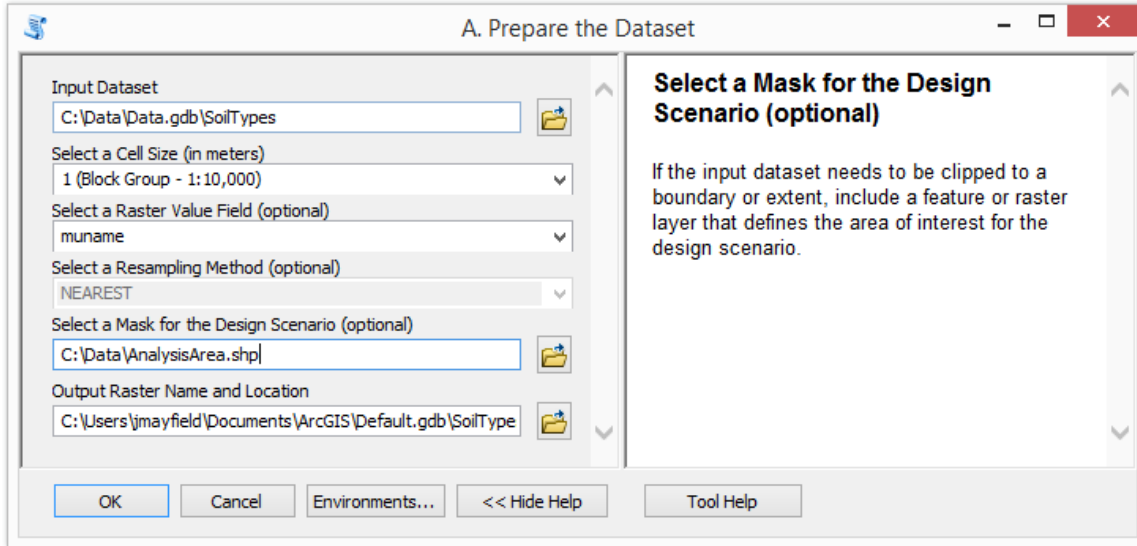 A. Prepare the Dataset
Input Dataset
C:\Data\Data.gdb\SoilTypes
Select a Cell Size (in meters)
1 (Block Group - 1:10,000)
Select a Raster Value Field (optional)
muname
Select a Resampling Method (optional)
NEAREST
Select a Mask for the Design Scenario (optional)
C:\Data\AnalysisArea.shp
Output Raster Name and Location
C:\Users\jmayfield\Documents\ArcGIS\Default.gdb\SoilType
Select a Mask for the Design
Scenario (optional)
If the input dataset needs to be clipped to a
boundary or extent, include a feature or raster
layer that defines the area of interest for the
design scenario.
OK
Cancel
Environments...
<< Hide Help
Tool Help